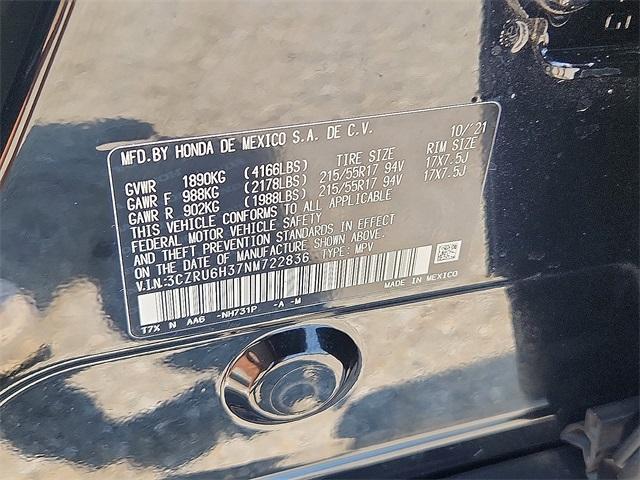 MFD.BY HONDA DE MEXICO S.A. DE C.V. 10/'21
TIRE SIZE RIM SIZE
GVWR 1890KG (4166LBS)
GAWR F 988KG (2178LBS) 215/55R17 94V 17X7.5J
GAWR R 902KG (1988LBS) 215/55R17 94V 17X7.5J
THIS VEHICLE CONFORMS TO ALL APPLICABLE
FEDERAL MOTOR VEHICLE SAFETY
AND THEFT PREVENTION STANDARDS IN EFFECT
ON THE DATE OF MANUFACTURE SHOWN ABOVE.
V.I.N:3CZRU6H37NM722836 TYPE: MPV
MADE IN MEXICO
T7X N AA6 -NH731P -A -M